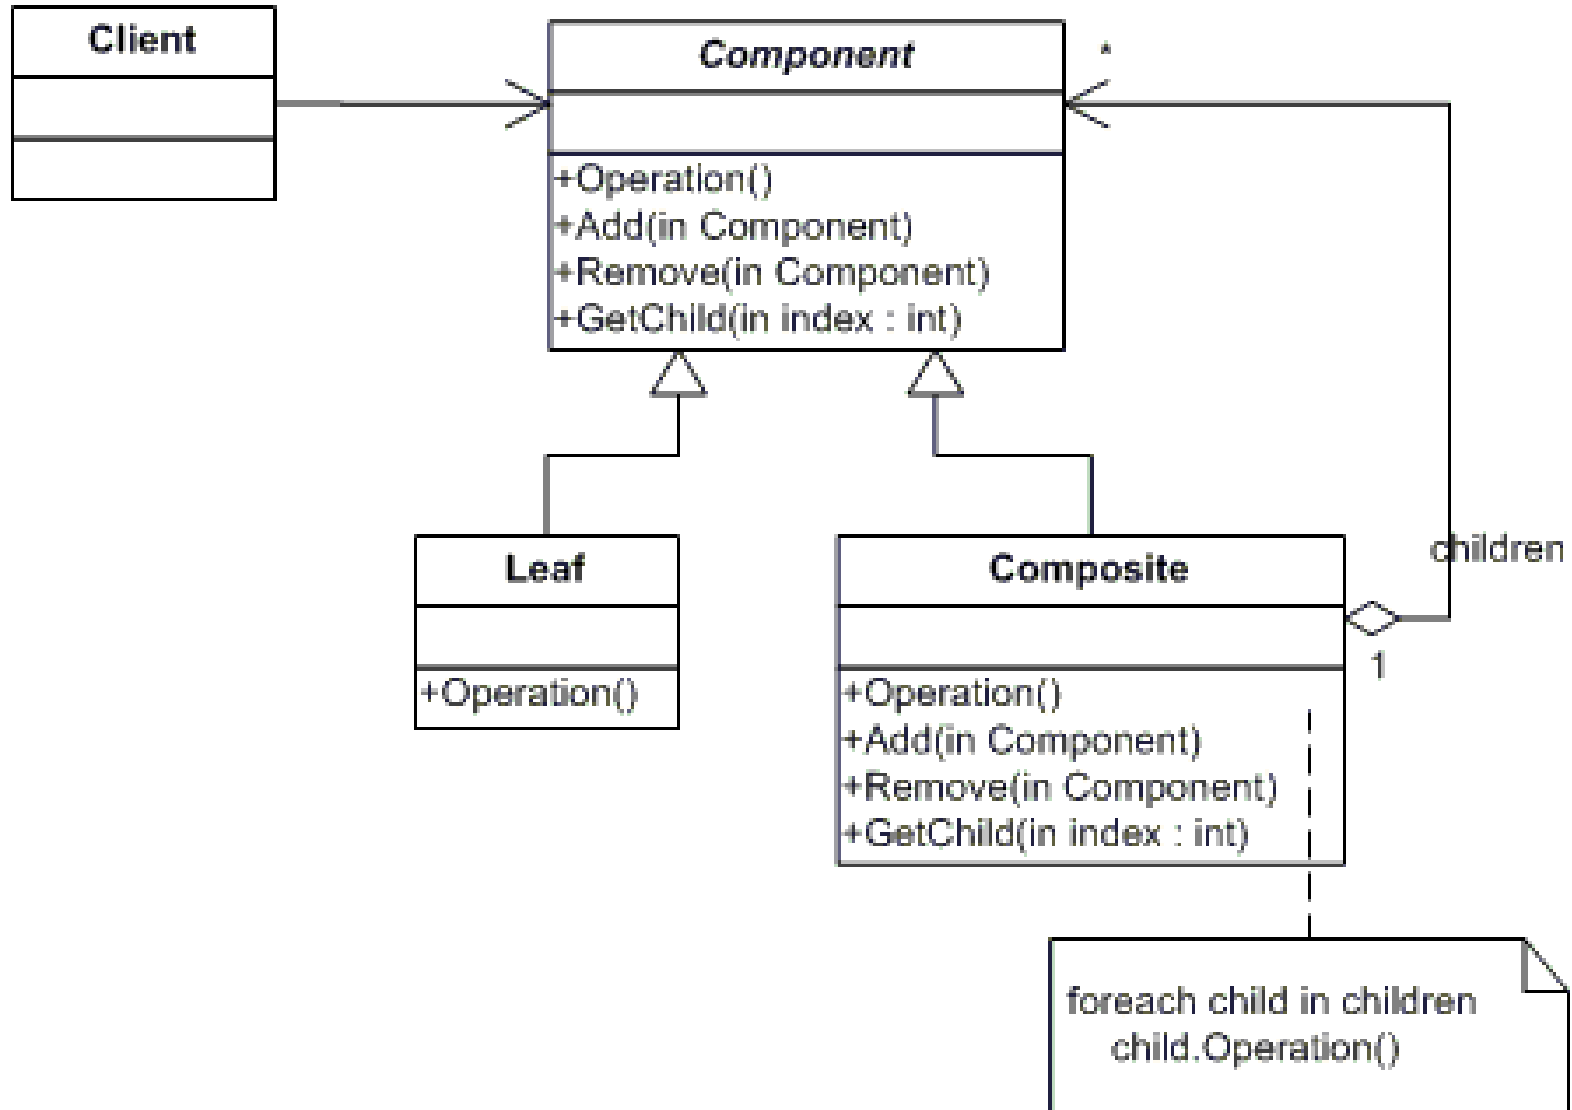 Client
Component
*
+Operation()
+Add(in Component)
+Remove(in Component)
+GetChild(in index : int)
children
Leaf
+Operation()
Composite
1
+Operation()
+Add(in Component)
+Remove(in Component)
+GetChild(in index : int)
foreach child in children
child.Operation()